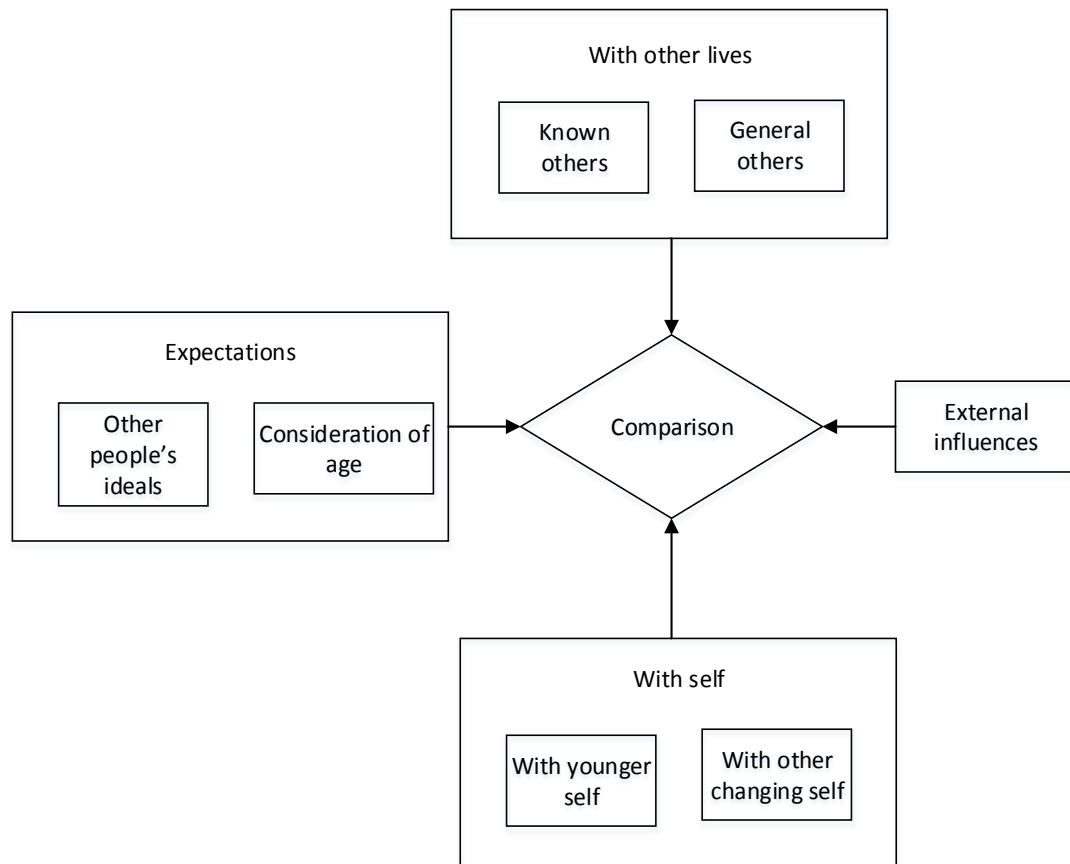 With other lives
Known
others
General
others
Expectations
Other
people’s
ideals
Consideration of
age
Comparison
External
influences
With self
With younger
self
With other
changing self